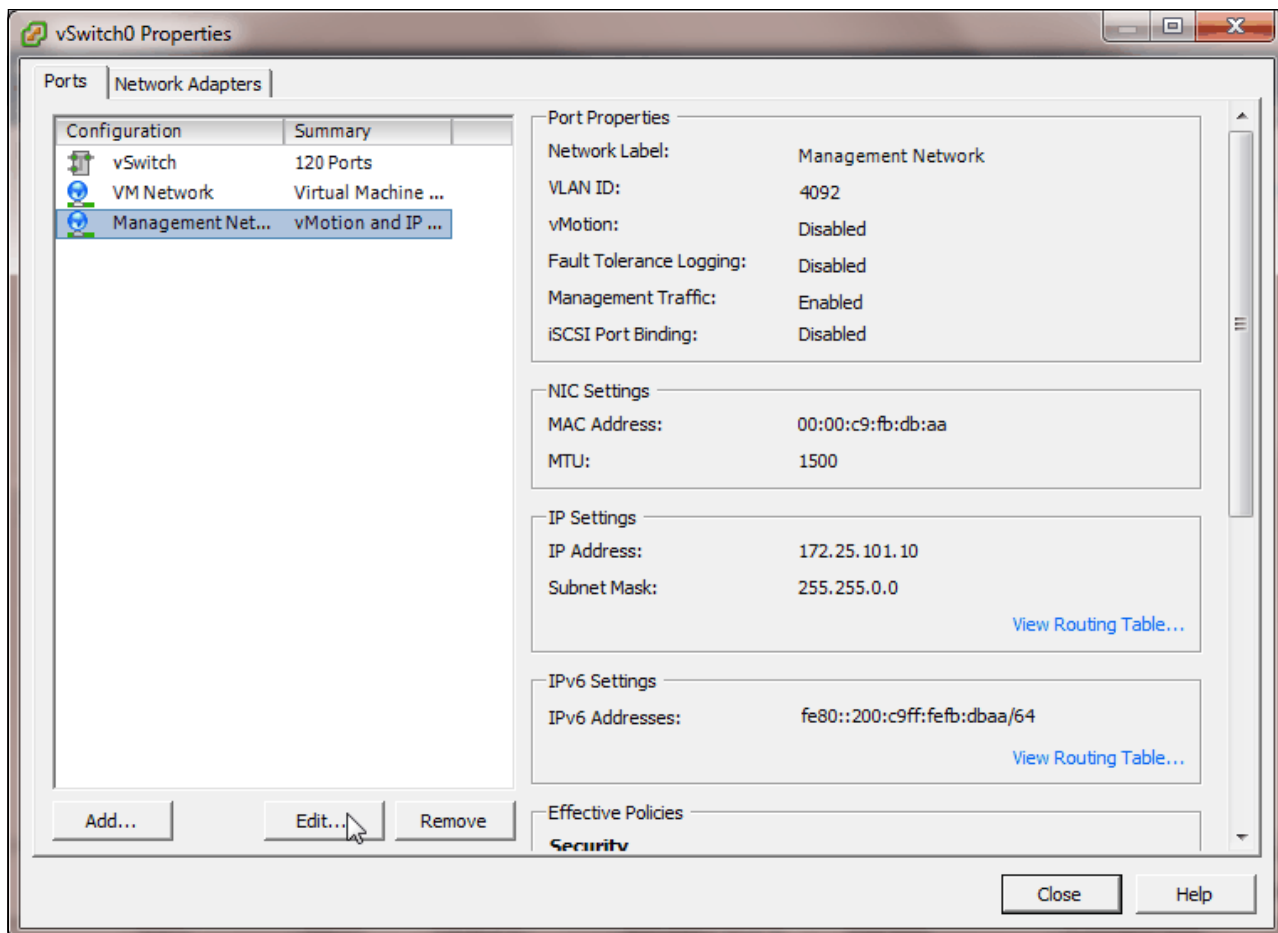 vSwitch0 Properties
Ports Network Adapters
Configuration Summary
vSwitch 120 Ports
VM Network Virtual Machine ...
Management Net... vMotion and IP ...
Add... Edit... Remove
Port Properties
Network Label: Management Network
VLAN ID: 4092
vMotion: Disabled
Fault Tolerance Logging: Disabled
Management Traffic: Enabled
iSCSI Port Binding: Disabled
NIC Settings
MAC Address: 00:00:c9:fb:db:aa
MTU: 1500
IP Settings
IP Address: 172.25.101.10
Subnet Mask: 255.255.0.0
View Routing Table...
IPv6 Settings
IPv6 Addresses: fe80::200:c9ff:fefb:dbaa/64
View Routing Table...
Effective Policies
Security
Close Help